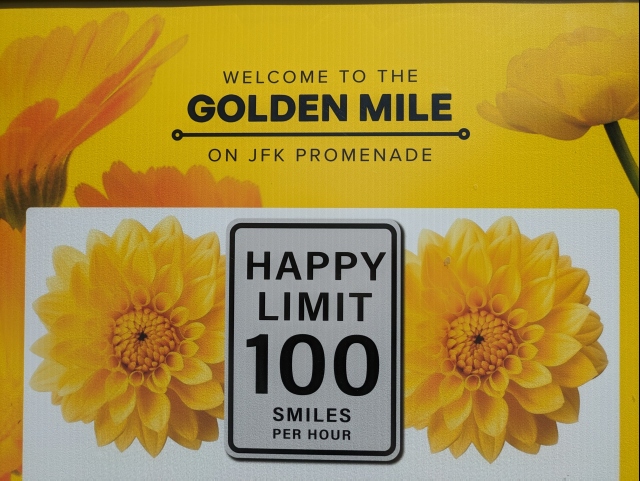 WELCOME TO THE
GOLDEN MILE
ON JFK PROMENADE
HAPPY
LIMIT
100
SMILES
PER HOUR